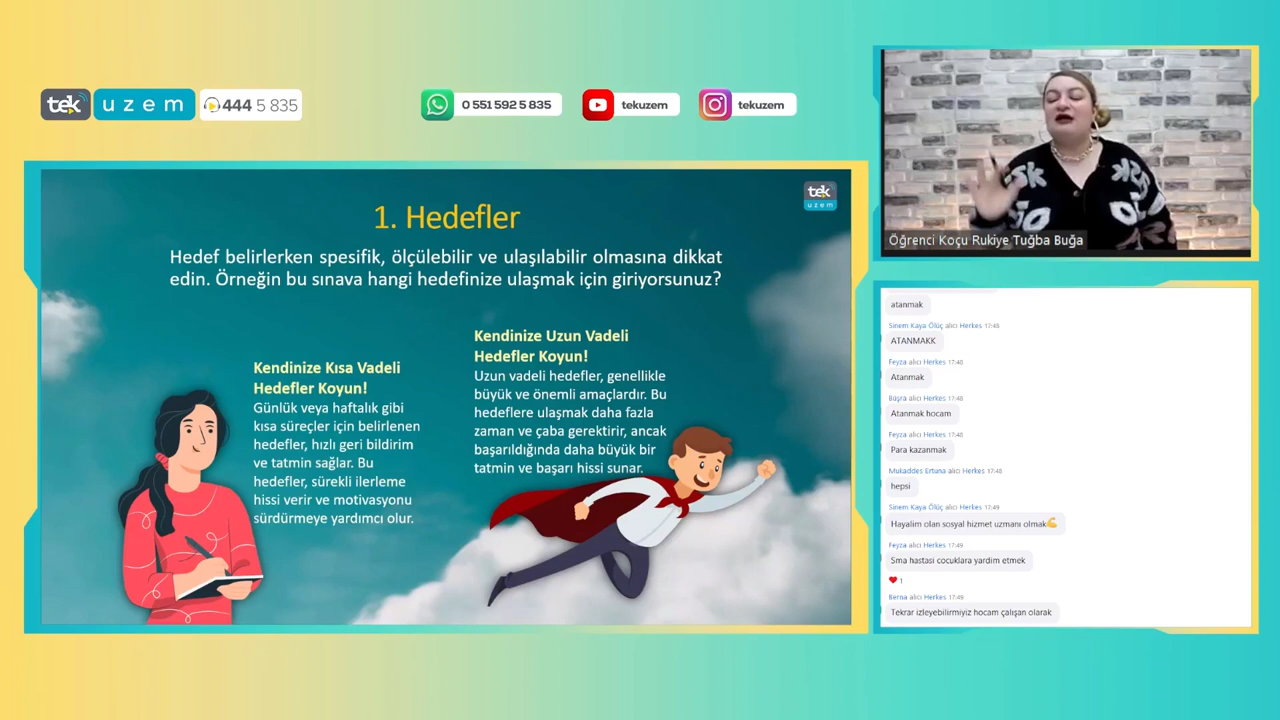 tek uzem 444 5 835
0 551 592 5 835
tekuzem
tekuzem
tek
uzem
1. Hedefler
Hedef belirlerken spesifik, ölçülebilir ve ulaşılabilir olmasına dikkat
edin. Örneğin bu sınava hangi hedefinize ulaşmak için giriyorsunuz?
Kendinize Kısa Vadeli
Hedefler Koyun!
Günlük veya haftalık gibi
kısa süreçler için belirlenen
hedefler, hızlı geri bildirim
ve tatmin sağlar. Bu
hedefler, sürekli ilerleme
hissi verir ve motivasyonu
sürdürmeye yardımcı olur.
Kendinize Uzun Vadeli
Hedefler Koyun!
Uzun vadeli hedefler, genellikle
büyük ve önemli amaçlardır. Bu
hedeflere ulaşmak daha fazla
zaman ve çaba gerektirir, ancak
başarıldığında daha büyük bir
tatmin ve başarı hissi sunar.
Öğrenci Koçu Rukiye Tuğba Buğa
atanmak
Sinem Kaya Ölüç alıcı Herkes 17:48
ATANMAKK
Feyza alıcı Herkes 17:48
Atanmak
Büşra alıcı Herkes 17:48
Atanmak hocam
Feyza alıcı Herkes 17:48
Para kazanmak
Mukaddes Ertuna alıcı Herkes 17:48
hepsi
Sinem Kaya Ölüç alıcı Herkes 17:49
Hayalim olan sosyal hizmet uzmanı olmak💪
Feyza alıcı Herkes 17:49
Sma hastası cocuklara yardim etmek
❤ 1
Berna alıcı Herkes 17:49
Tekrar izleyebilirmiyiz hocam çalışan olarak